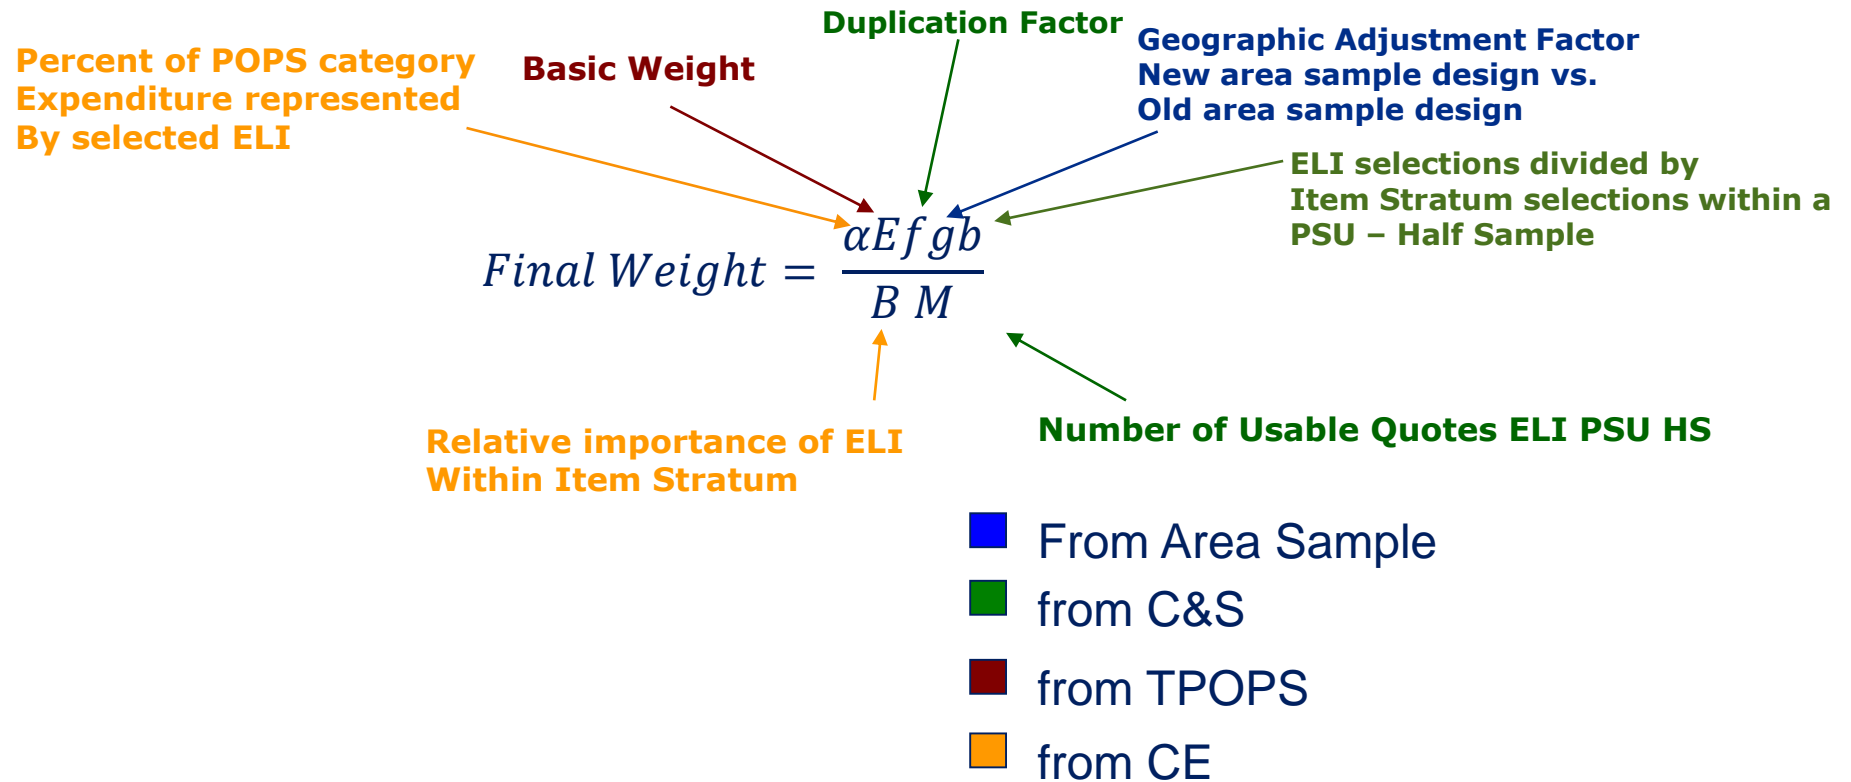 Duplication Factor
Percent of POPS category
Expenditure represented
By selected ELI
Basic Weight
Geographic Adjustment Factor
New area sample design vs.
Old area sample design
ELI selections divided by
Item Stratum selections within a
PSU – Half Sample
Final Weight = αEfgb
B M
Relative importance of ELI
Within Item Stratum
Number of Usable Quotes ELI PSU HS
From Area Sample
from C&S
from TPOPS
from CE